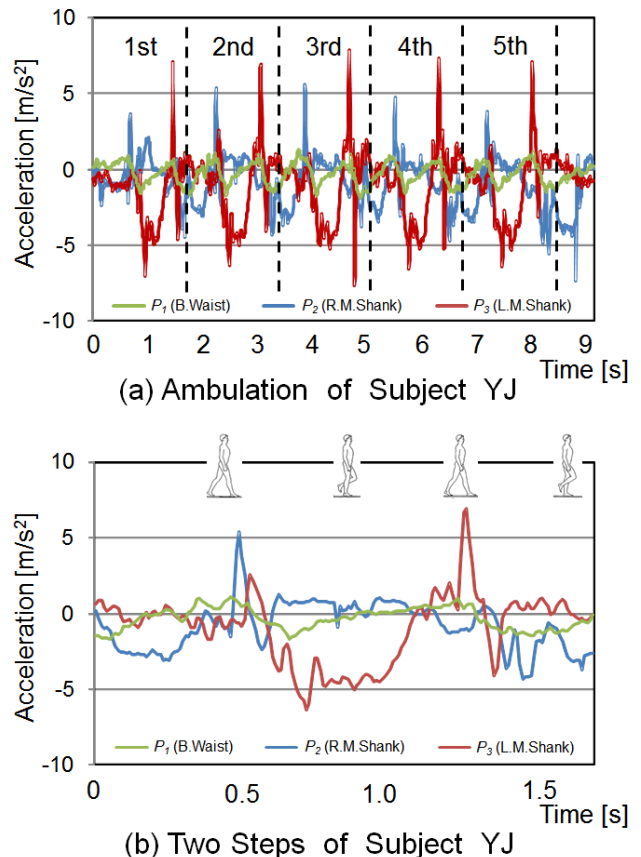 10
1st 2nd 3rd 4th 5th
5
0
-5
-10
Acceleration [m/s²]
P₁ (B.Waist) P₂ (R.M.Shank) P₃ (L.M.Shank)
0 1 2 3 4 5 6 7 8 9
Time [s]
(a) Ambulation of Subject YJ
10
5
0
-5
-10
Acceleration [m/s²]
P₁ (B.Waist) P₂ (R.M.Shank) P₃ (L.M.Shank)
0 0.5 1.0 1.5
Time [s]
(b) Two Steps of Subject YJ